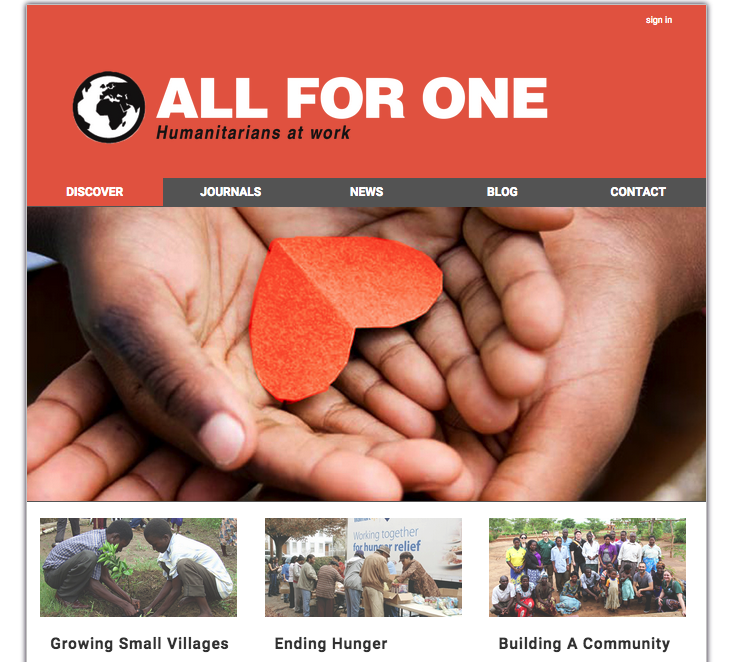 sign in
ALL FOR ONE
Humanitarians at work
DISCOVER JOURNALS NEWS BLOG CONTACT
Working together
for hunger relief
Growing Small Villages Ending Hunger Building A Community